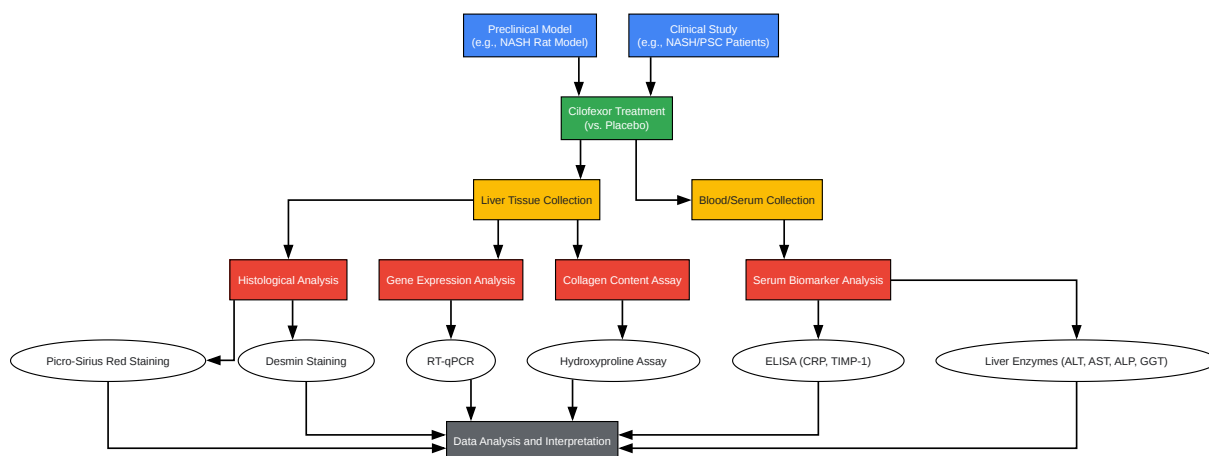 Preclinical Model
(e.g., NASH Rat Model)
Clinical Study
(e.g., NASH/PSC Patients)
Cilofexor Treatment
(vs. Placebo)
Liver Tissue Collection
Blood/Serum Collection
Histological Analysis
Gene Expression Analysis
Collagen Content Assay
Serum Biomarker Analysis
Picro-Sirius Red Staining
Desmin Staining
RT-qPCR
Hydroxyproline Assay
ELISA (CRP, TIMP-1)
Liver Enzymes (ALT, AST, ALP, GGT)
Data Analysis and Interpretation